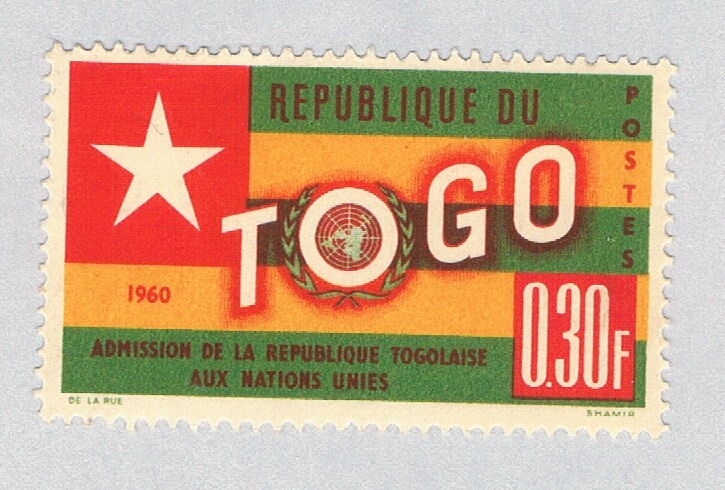 REPUBLIQUE DU
POSTES
TOGO
1960
0.30F
ADMISSION DE LA REPUBLIQUE TOGOLAISE
AUX NATIONS UNIES
DE LA RUE
SHAMIR